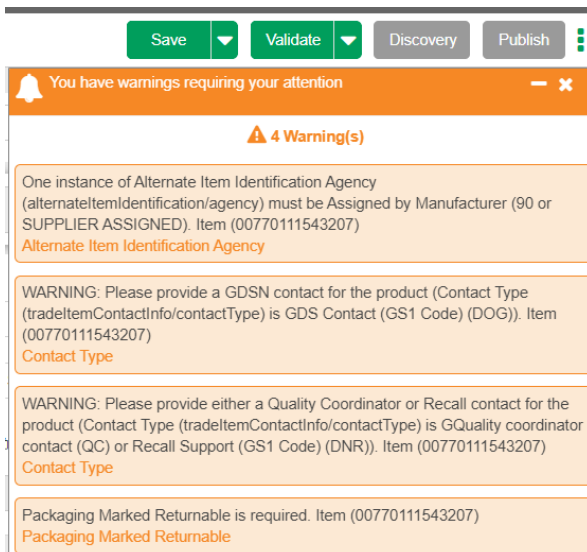 Save
Validate
Discovery
Publish
You have warnings requiring your attention
4 Warning(s)
One instance of Alternate Item Identification Agency
(alternateItemIdentification/agency) must be Assigned by Manufacturer (90 or
SUPPLIER ASSIGNED). Item (00770111543207)
Alternate Item Identification Agency
WARNING: Please provide a GDSN contact for the product (Contact Type
(tradeItemContactInfo/contactType) is GDS Contact (GS1 Code) (DOG)). Item
(00770111543207)
Contact Type
WARNING: Please provide either a Quality Coordinator or Recall contact for the
product (Contact Type (tradeItemContactInfo/contactType) is GQuality coordinator
contact (QC) or Recall Support (GS1 Code) (DNR)). Item (00770111543207)
Contact Type
Packaging Marked Returnable is required. Item (00770111543207)
Packaging Marked Returnable